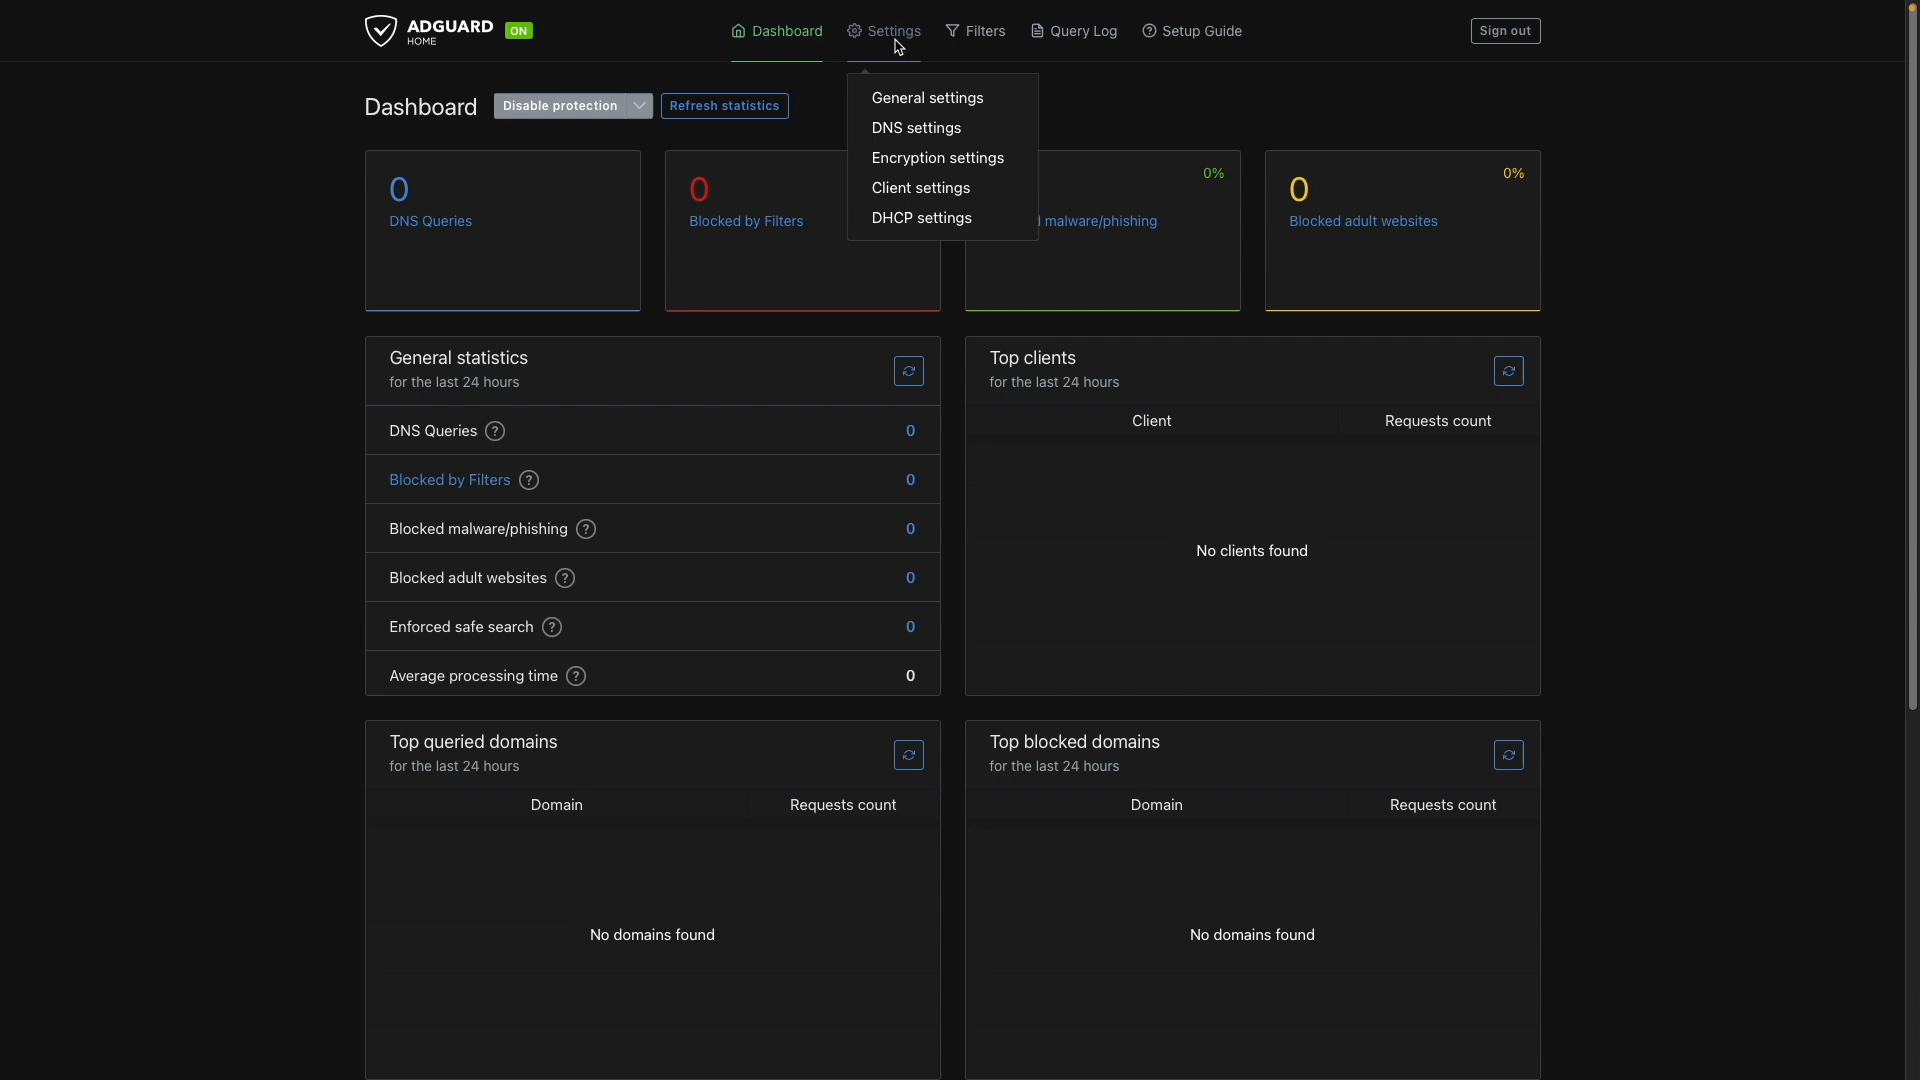 ADGUARD
HOME
ON
Dashboard
Settings
Filters
Query Log
Setup Guide
Sign out
Dashboard
Disable protection
Refresh statistics
General settings
DNS settings
Encryption settings
Client settings
DHCP settings
0
DNS Queries
0
Blocked by Filters
0%
malware/phishing
0%
0
Blocked adult websites
General statistics
for the last 24 hours
DNS Queries ? 0
Blocked by Filters ? 0
Blocked malware/phishing ? 0
Blocked adult websites ? 0
Enforced safe search ? 0
Average processing time ? 0
Top clients
for the last 24 hours
Client Requests count
No clients found
Top queried domains
for the last 24 hours
Domain Requests count
No domains found
Top blocked domains
for the last 24 hours
Domain Requests count
No domains found